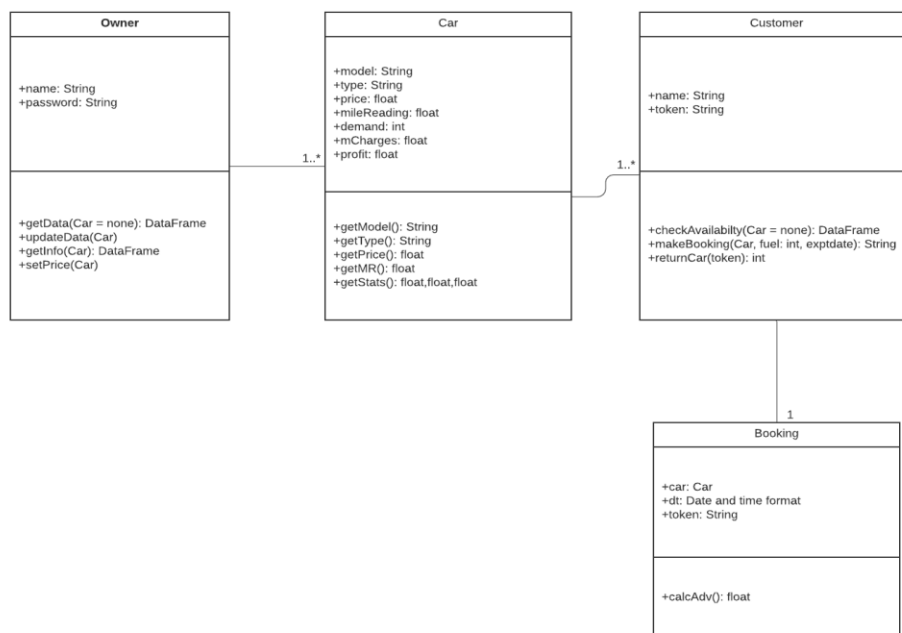 Owner
+name: String
+password: String
+getData(Car = none): DataFrame
+updateData(Car)
+getInfo(Car): DataFrame
+setPrice(Car)
1..*
Car
+model: String
+type: String
+price: float
+mileReading: float
+demand: int
+mCharges: float
+profit: float
+getModel(): String
+getType(): String
+getPrice(): float
+getMR(): float
+getStats(): float,float,float
1..*
Customer
+name: String
+token: String
+checkAvailabilty(Car = none): DataFrame
+makeBooking(Car, fuel: int, exptdate): String
+returnCar(token): int
1
Booking
+car: Car
+dt: Date and time format
+token: String
+calcAdv(): float